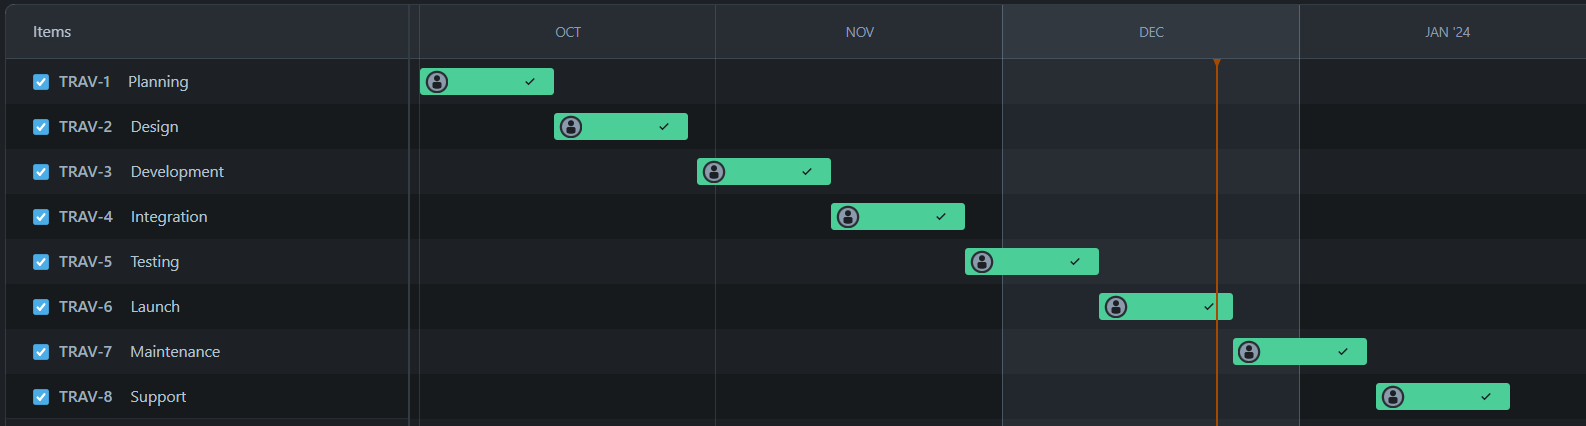 Items OCT NOV DEC JAN '24
TRAV-1 Planning
TRAV-2 Design
TRAV-3 Development
TRAV-4 Integration
TRAV-5 Testing
TRAV-6 Launch
TRAV-7 Maintenance
TRAV-8 Support